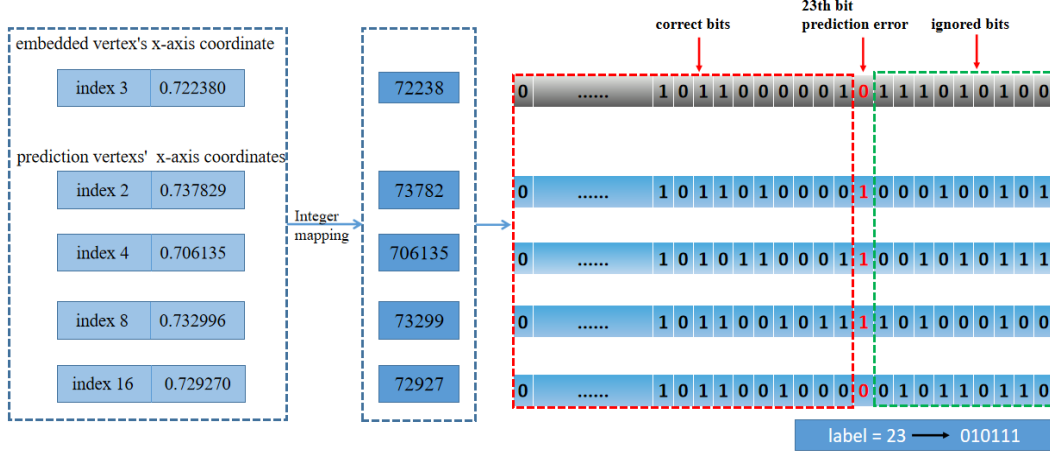 embedded vertex's x-axis coordinate
index 3 0.722380
prediction vertexs' x-axis coordinates
index 2 0.737829
index 4 0.706135
index 8 0.732996
index 16 0.729270
Integer
mapping
72238
73782
706135
73299
72927
correct bits
23th bit
prediction error
ignored bits
0 ...... 1 0 1 1 0 0 0 0 0 1 0 1 1 1 0 1 0 1 0 0
0 ...... 1 0 1 1 0 1 0 0 0 0 1 0 0 0 1 0 0 1 0 1
0 ...... 1 0 1 0 1 1 0 0 0 1 1 0 0 1 0 1 0 1 1 1
0 ...... 1 0 1 1 0 0 1 0 1 1 1 1 0 1 0 0 0 1 0 0
0 ...... 1 0 1 1 0 0 1 0 0 0 0 0 1 0 1 1 0 1 1 0
label = 23 → 010111